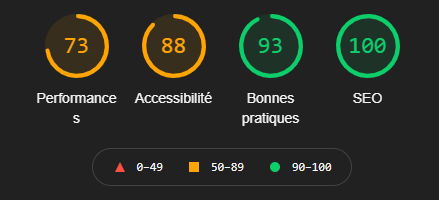 73 88 93 100
Performance Accessibilité Bonnes SEO
s pratiques
0–49 50–89 90–100